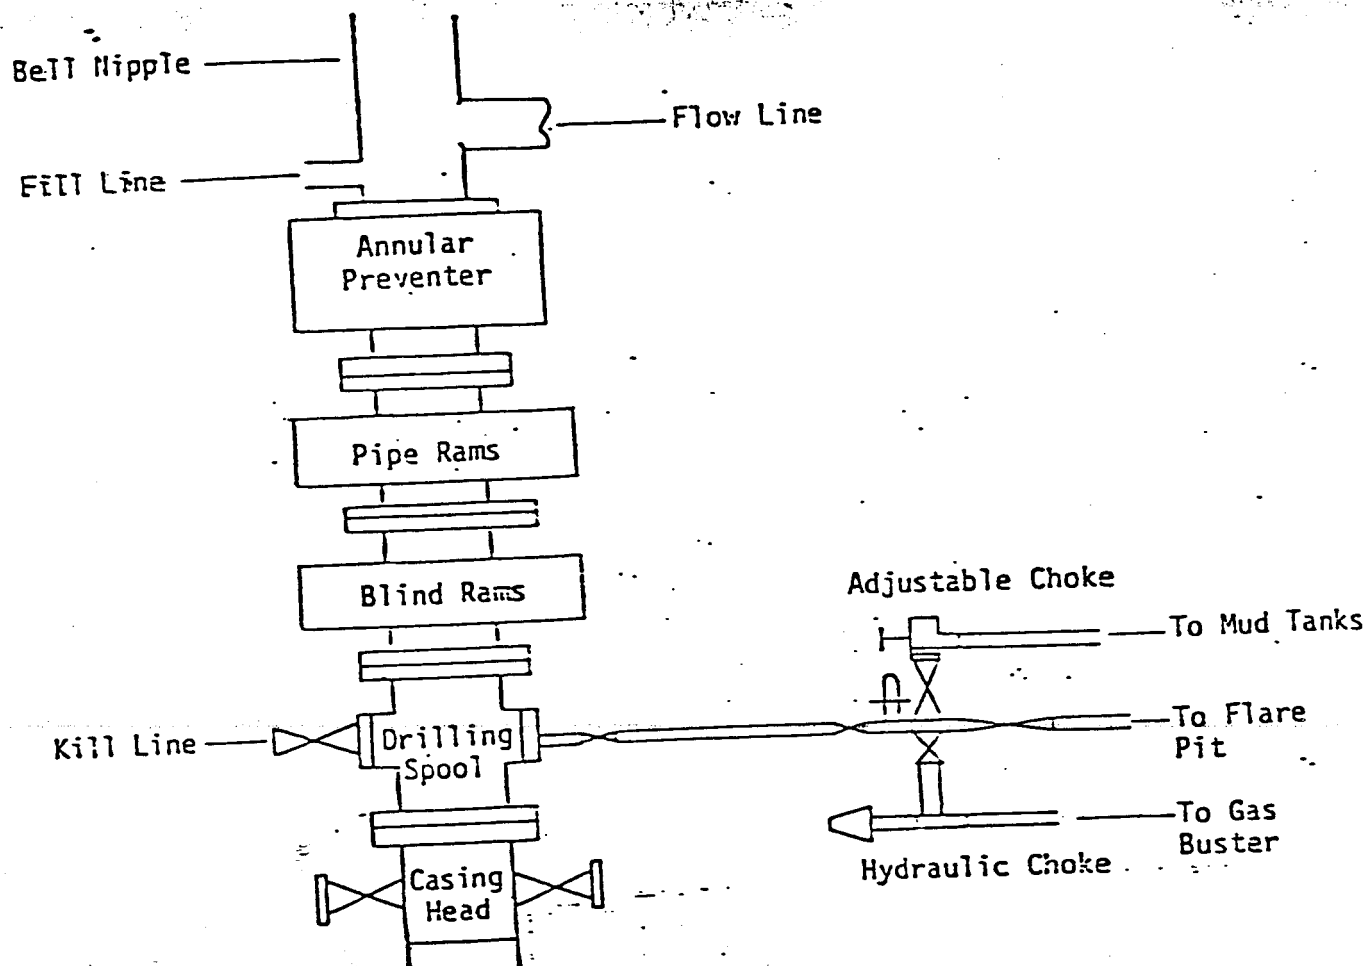 Bell Nipple
Flow Line
Fill Line
Annular
Preventer
Pipe Rams
Blind Rams
Adjustable Choke
To Mud Tanks
Kill Line
Drilling
Spool
To Flare
Pit
To Gas
Buster
Hydraulic Choke
Casing
Head